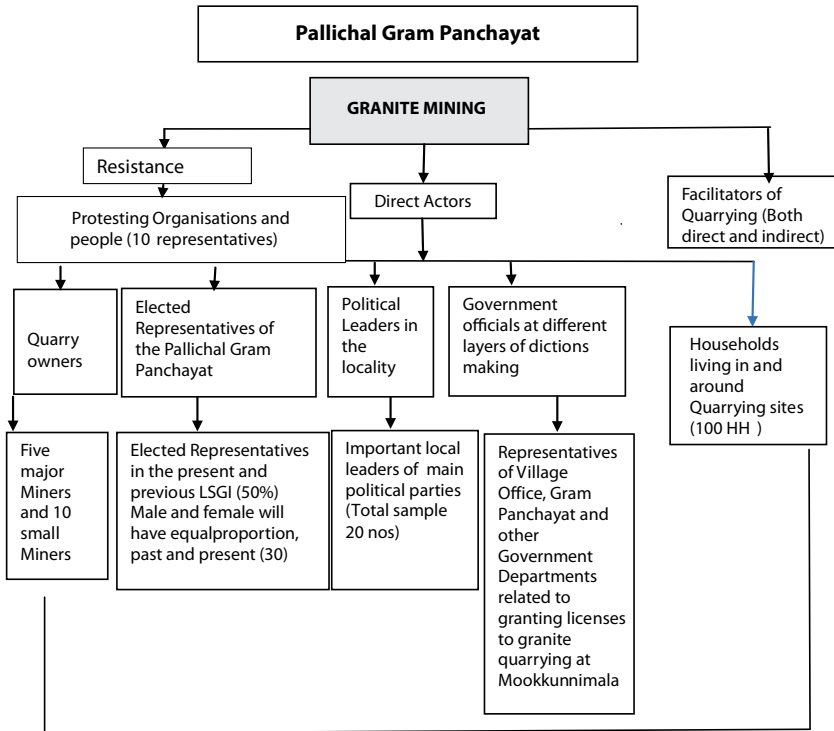 Pallichal Gram Panchayat
GRANITE MINING
Resistance
Direct Actors
Facilitators of
Quarrying (Both
direct and indirect)
Protesting Organisations and
people (10 representatives)
Quarry
owners
Elected
Representatives of
the Pallichal Gram
Panchayat
Political
Leaders in
the
locality
Government
officials at different
layers of dictions
making
Households
living in and
around
Quarrying sites
(100 HH )
Five
major
Miners
and 10
small
Miners
Elected Representatives
in the present and
previous LSGI (50%)
Male and female will
have equalproportion,
past and present (30)
Important local
leaders of main
political parties
(Total sample
20 nos)
Representatives
of Village
Office, Gram
Panchayat and
other
Government
Departments
related to
granting licenses
to granite
quarrying at
Mookkunnimala